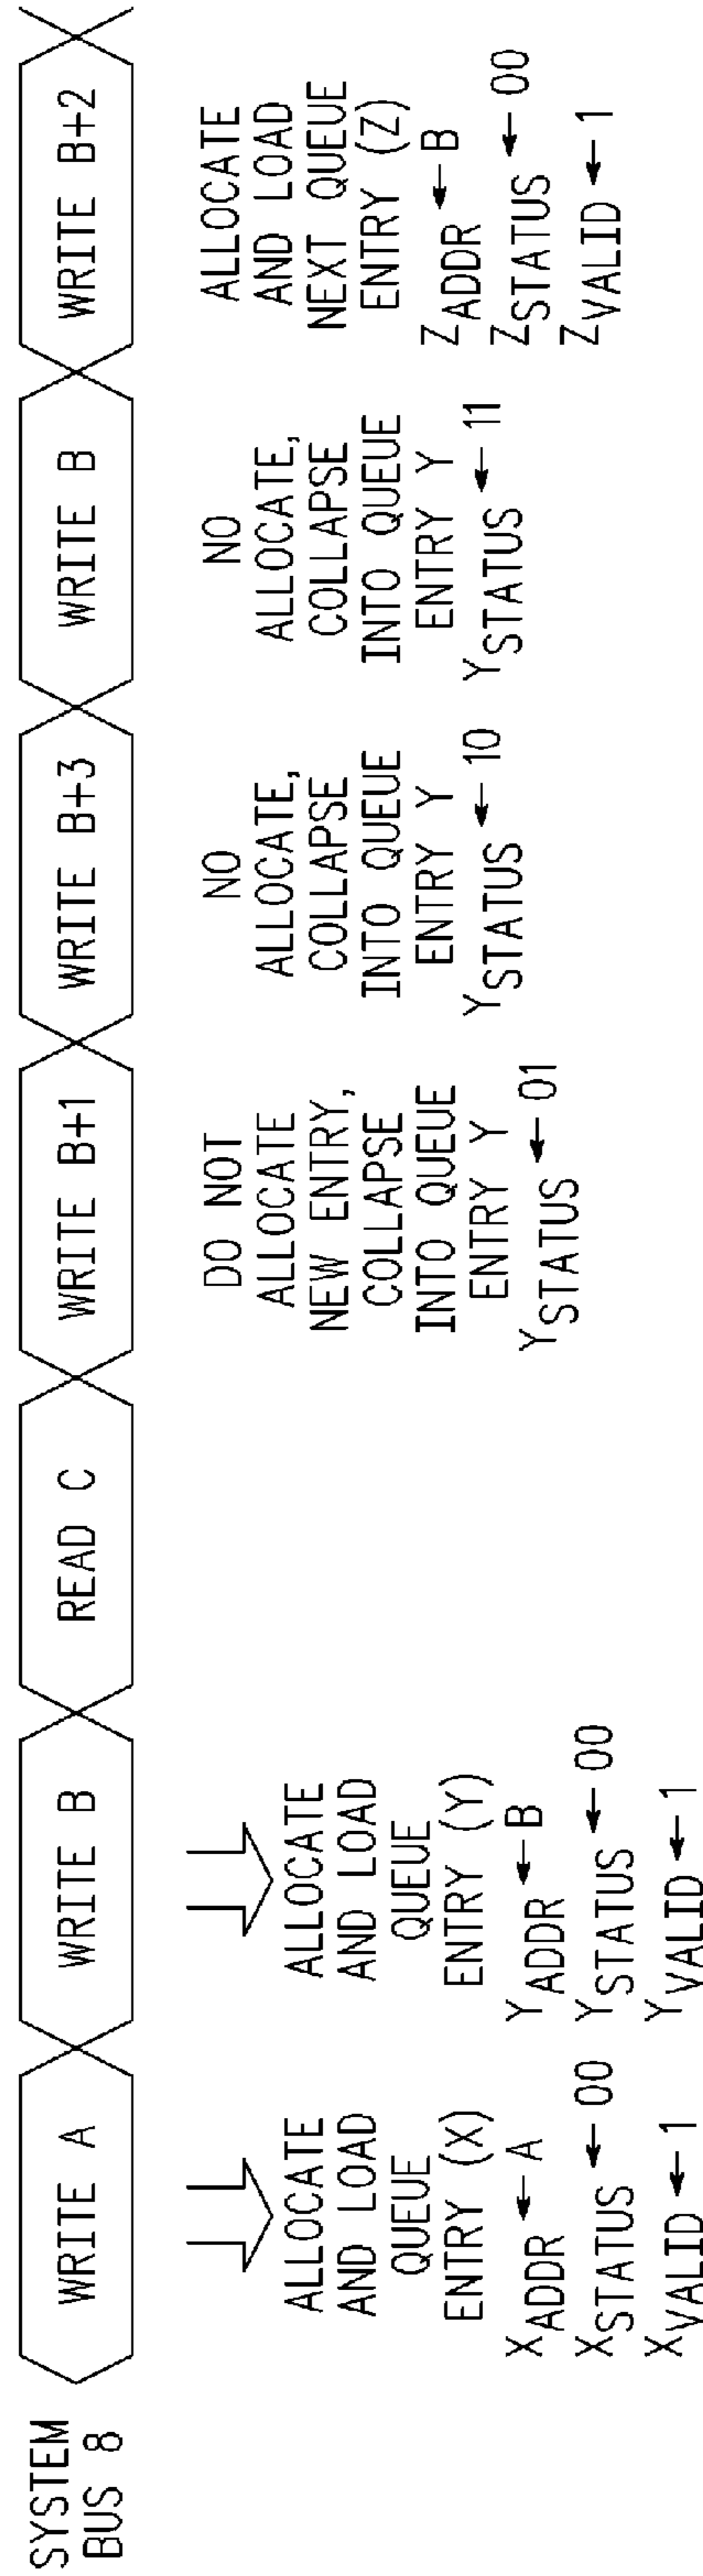 SYSTEM
BUS 8
WRITE A
WRITE B
READ C
WRITE B+1
WRITE B+3
WRITE B
WRITE B+2
ALLOCATE
AND LOAD
QUEUE
ENTRY (X)
XADDR ← A
XSTATUS ← 00
XVALID ← 1
ALLOCATE
AND LOAD
QUEUE
ENTRY (Y)
YADDR ← B
YSTATUS ← 00
YVALID ← 1
DO NOT
ALLOCATE
NEW ENTRY,
COLLAPSE
INTO QUEUE
ENTRY Y
YSTATUS ← 01
NO
ALLOCATE,
COLLAPSE
INTO QUEUE
ENTRY Y
YSTATUS ← 10
NO
ALLOCATE,
COLLAPSE
INTO QUEUE
ENTRY Y
YSTATUS ← 11
ALLOCATE
AND LOAD
NEXT QUEUE
ENTRY (Z)
ZADDR ← B
ZSTATUS ← 00
ZVALID ← 1